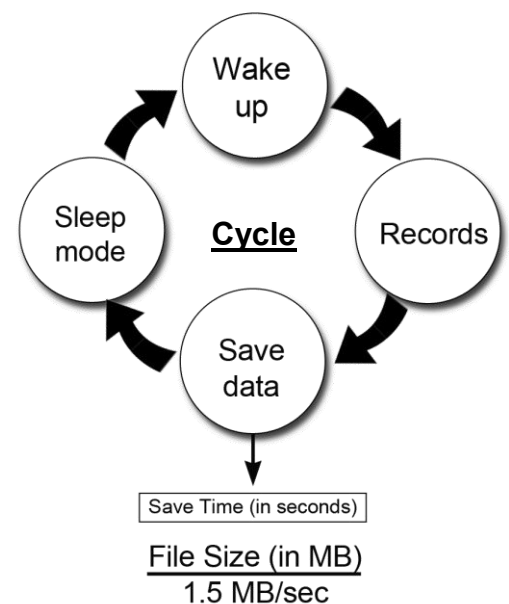 Wake
up
Records
Cycle
Sleep
mode
Save
data
Save Time (in seconds)
File Size (in MB)
1.5 MB/sec